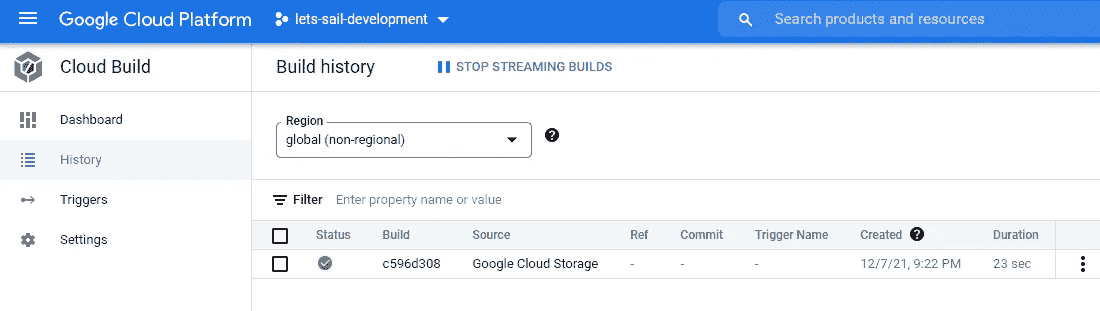 Google Cloud Platform lets-sail-development Search products and resources
Cloud Build Build history STOP STREAMING BUILDS
Dashboard
History
Triggers
Settings
Region
global (non-regional)
Filter Enter property name or value
Status Build Source Ref Commit Trigger Name Created Duration
c596d308 Google Cloud Storage - - - 12/7/21, 9:22 PM 23 sec